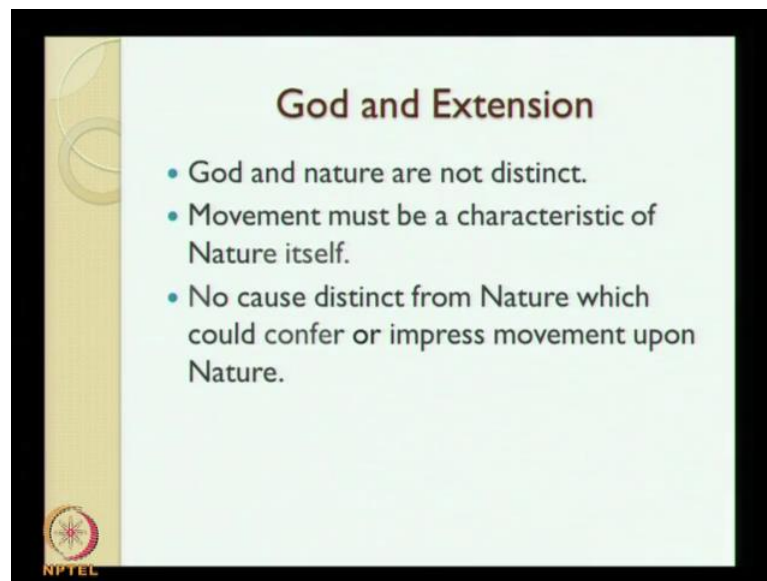 God and Extension
• God and nature are not distinct.
• Movement must be a characteristic of
Nature itself.
• No cause distinct from Nature which
could confer or impress movement upon
Nature.
NPTEL